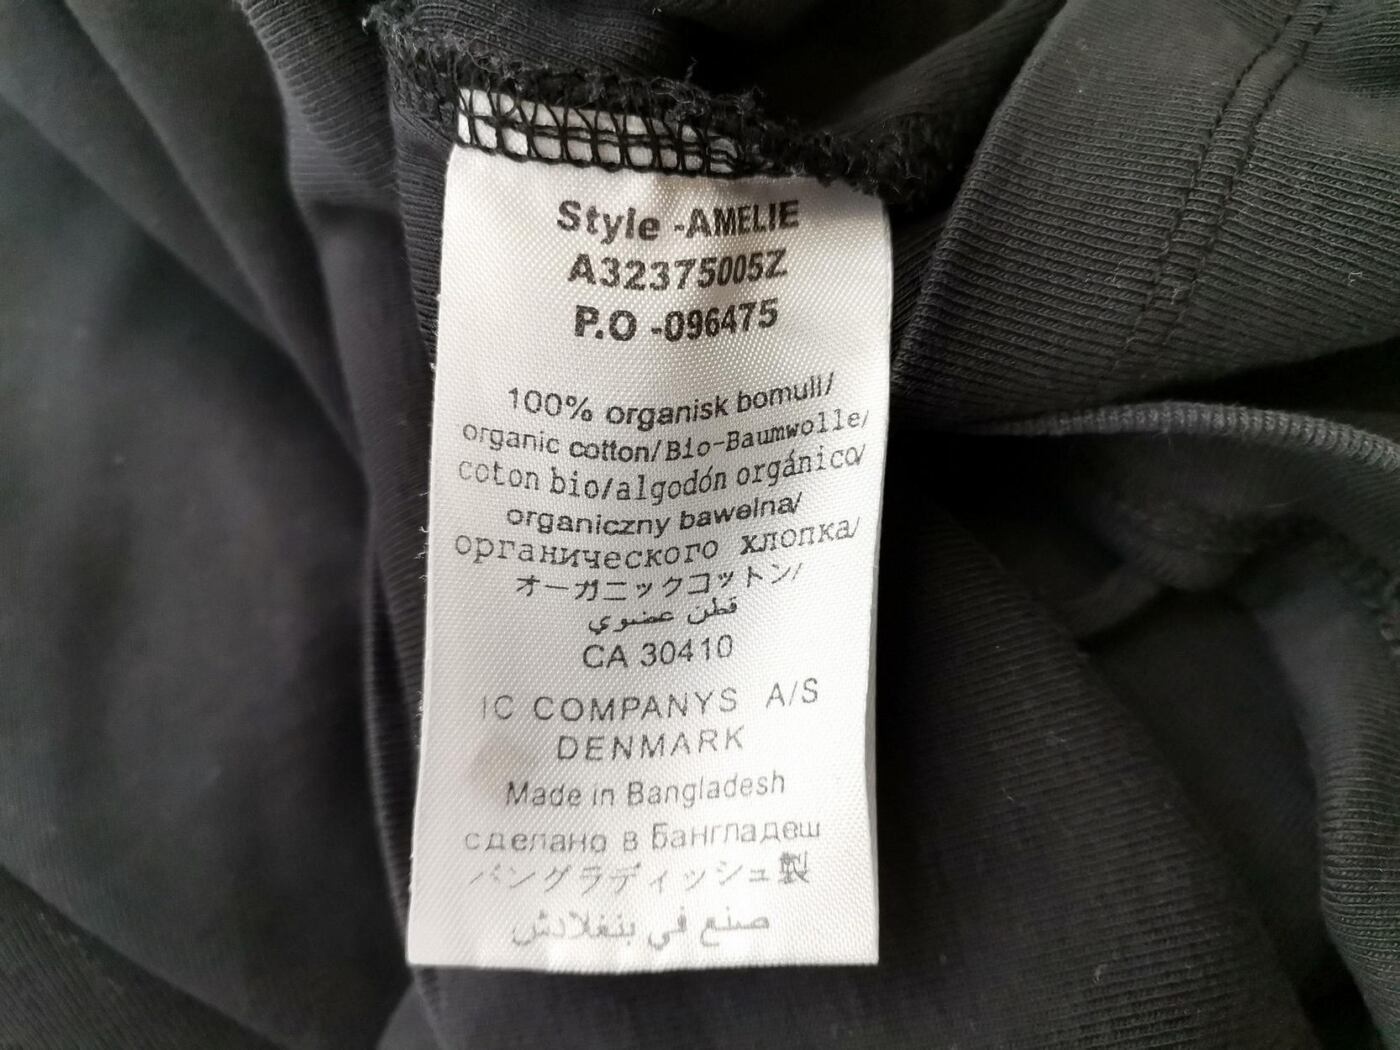 Style -AMELIE
A32375005Z
P.O -096475
100% organisk bomull/
organic cotton/Bio-Baumwolle/
coton bio/algodón orgánico/
organiczny bawełna/
органического хлопка/
オーガニックコットン/
قطن عضوي
CA 30410
IC COMPANYS A/S
DENMARK
Made in Bangladesh
сделано в Бангладеш
バングラディッシュ製
صنع في بنغلادش